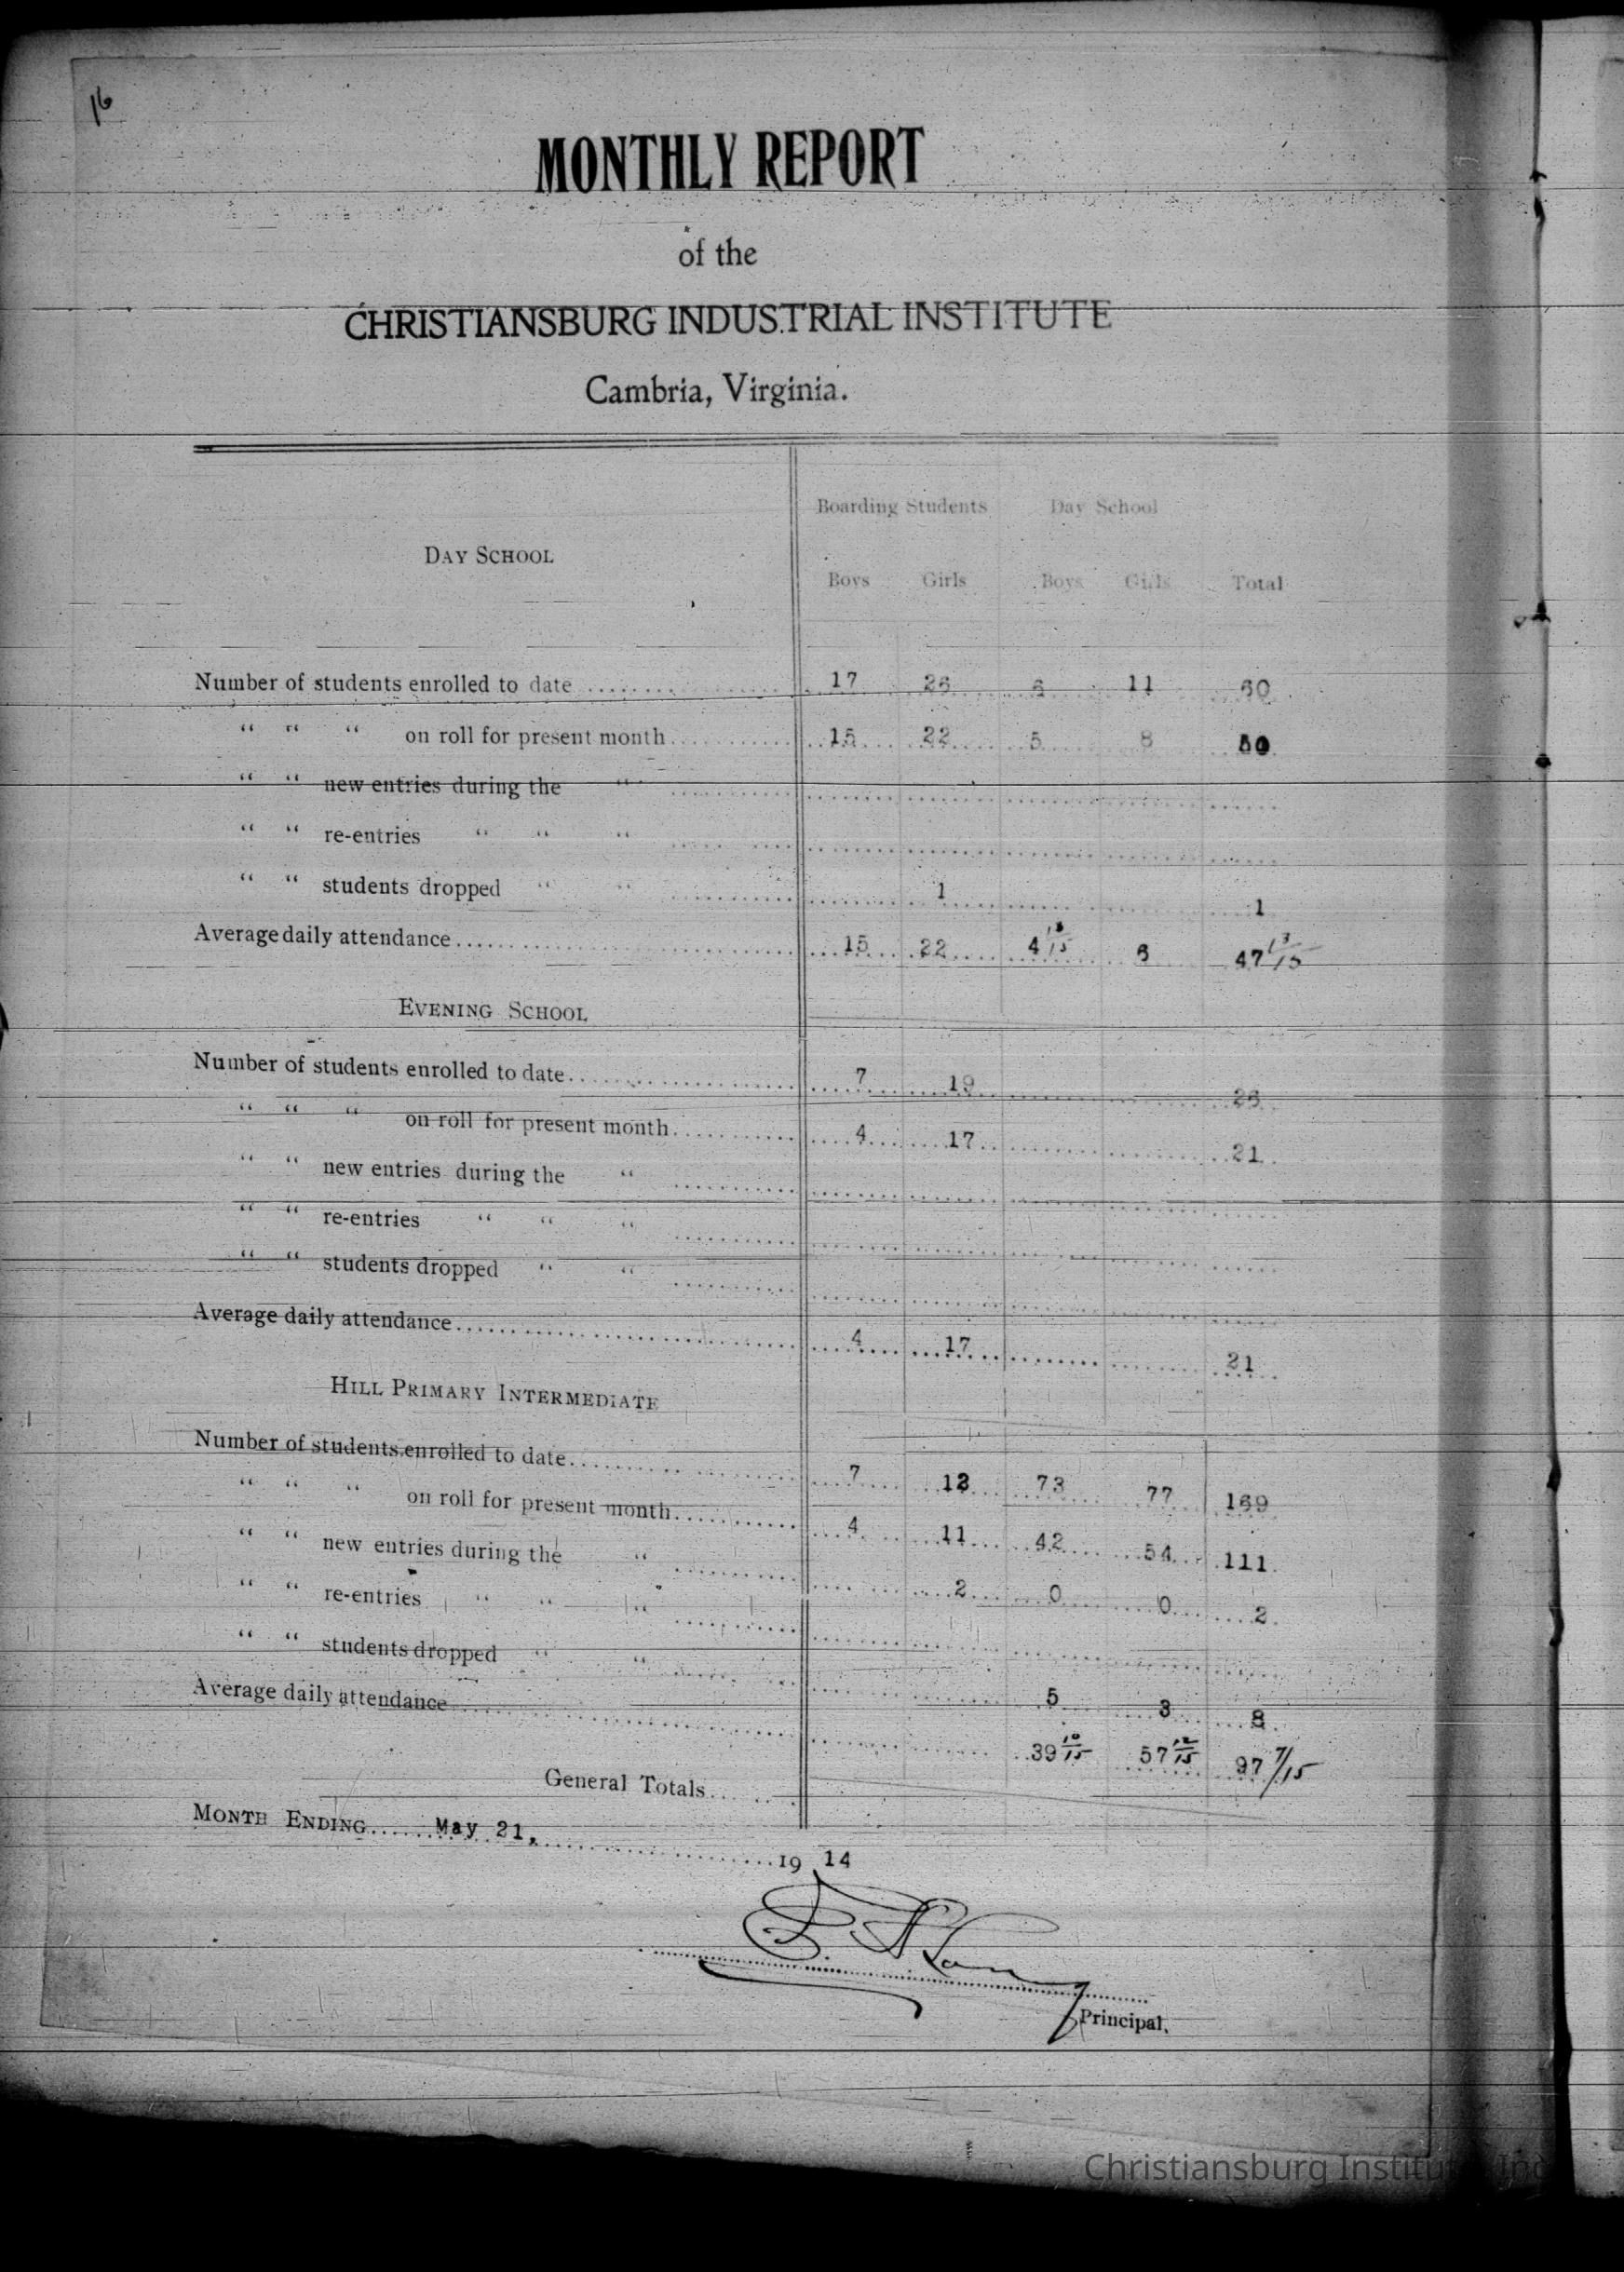 16
MONTHLY REPORT
of the
CHRISTIANSBURG INDUSTRIAL INSTITUTE
Cambria, Virginia.
Boarding Students Day School
DAY SCHOOL
Boys Girls Boys Girls Total
Number of students enrolled to date 17 26 6 11 60
“ “ “ on roll for present month 15 22 5 8 50
“ “ new entries during the “
“ “ re-entries “ “ “
“ “ students dropped “ “ 1 1
Average daily attendance 15 22 4 13/15 6 47 13/15
EVENING SCHOOL
Number of students enrolled to date 7 19 26
“ “ “ on roll for present month 4 17 21
“ “ new entries during the “
“ “ re-entries “ “ “
“ “ students dropped “ “
Average daily attendance 4 17 21
HILL PRIMARY INTERMEDIATE
Number of students enrolled to date 7 12 73 77 169
“ “ “ on roll for present month 4 11 42 54 111
“ “ new entries during the “ 2 0 0 2
“ “ re-entries “ “ “
“ “ students dropped “ “ 5 3 8
Average daily attendance 39 10/15 57 12/15 97 7/15
General Totals
MONTH ENDING May 21, 1914
Principal.
Christiansburg Institute, Inc